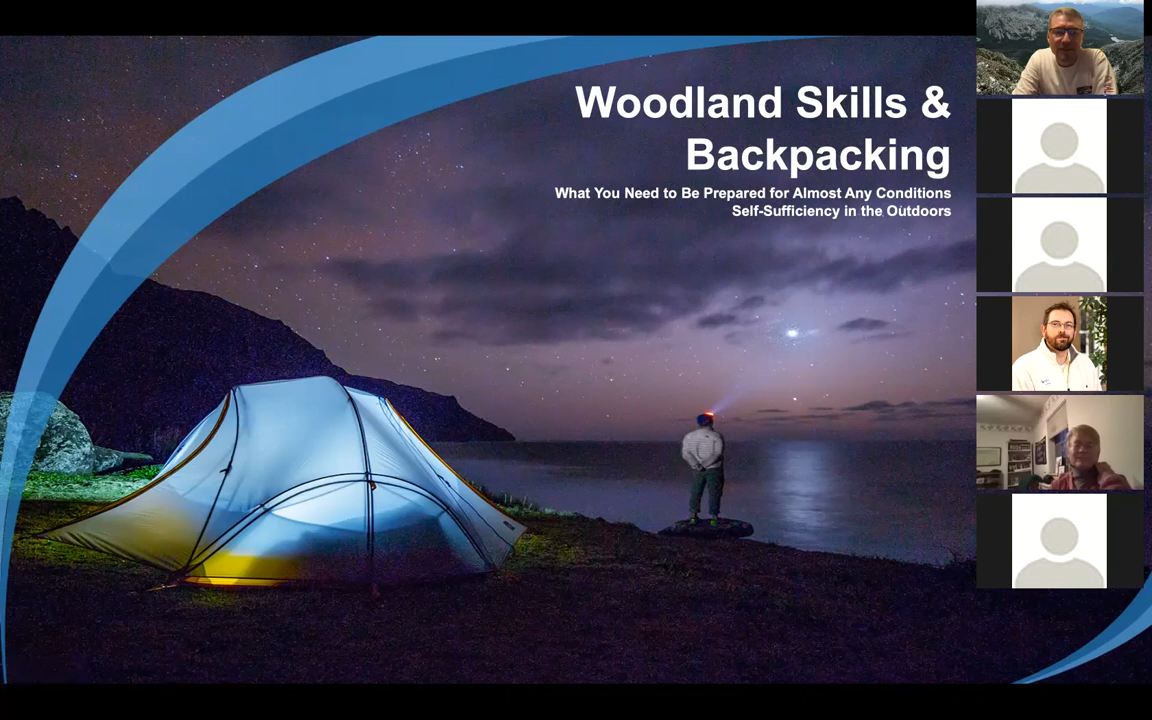 Woodland Skills &
Backpacking
What You Need to Be Prepared for Almost Any Conditions
Self-Sufficiency in the Outdoors